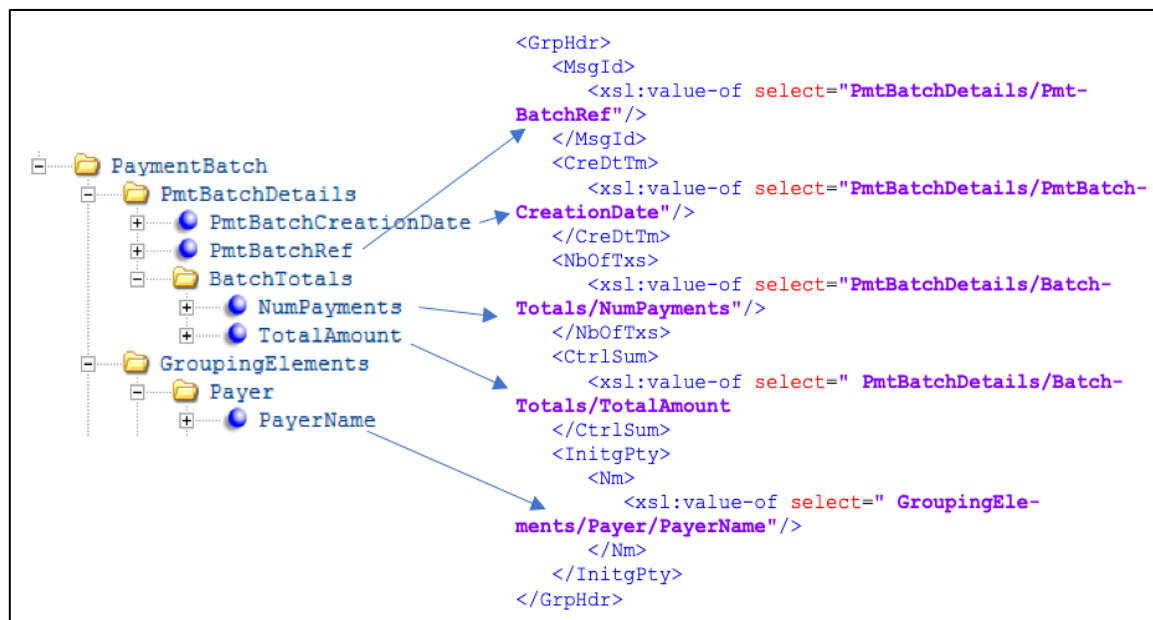 PaymentBatch
PmtBatchDetails
PmtBatchCreationDate
PmtBatchRef
BatchTotals
NumPayments
TotalAmount
GroupingElements
Payer
PayerName
<GrpHdr>
<MsgId>
<xsl:value-of select="PmtBatchDetails/Pmt-
BatchRef"/>
</MsgId>
<CreDtTm>
<xsl:value-of select="PmtBatchDetails/PmtBatch-
CreationDate"/>
</CreDtTm>
<NbOfTxs>
<xsl:value-of select="PmtBatchDetails/Batch-
Totals/NumPayments"/>
</NbOfTxs>
<CtrlSum>
<xsl:value-of select=" PmtBatchDetails/Batch-
Totals/TotalAmount
</CtrlSum>
<InitgPty>
<Nm>
<xsl:value-of select=" GroupingEle-
ments/Payer/PayerName"/>
</Nm>
</InitgPty>
</GrpHdr>